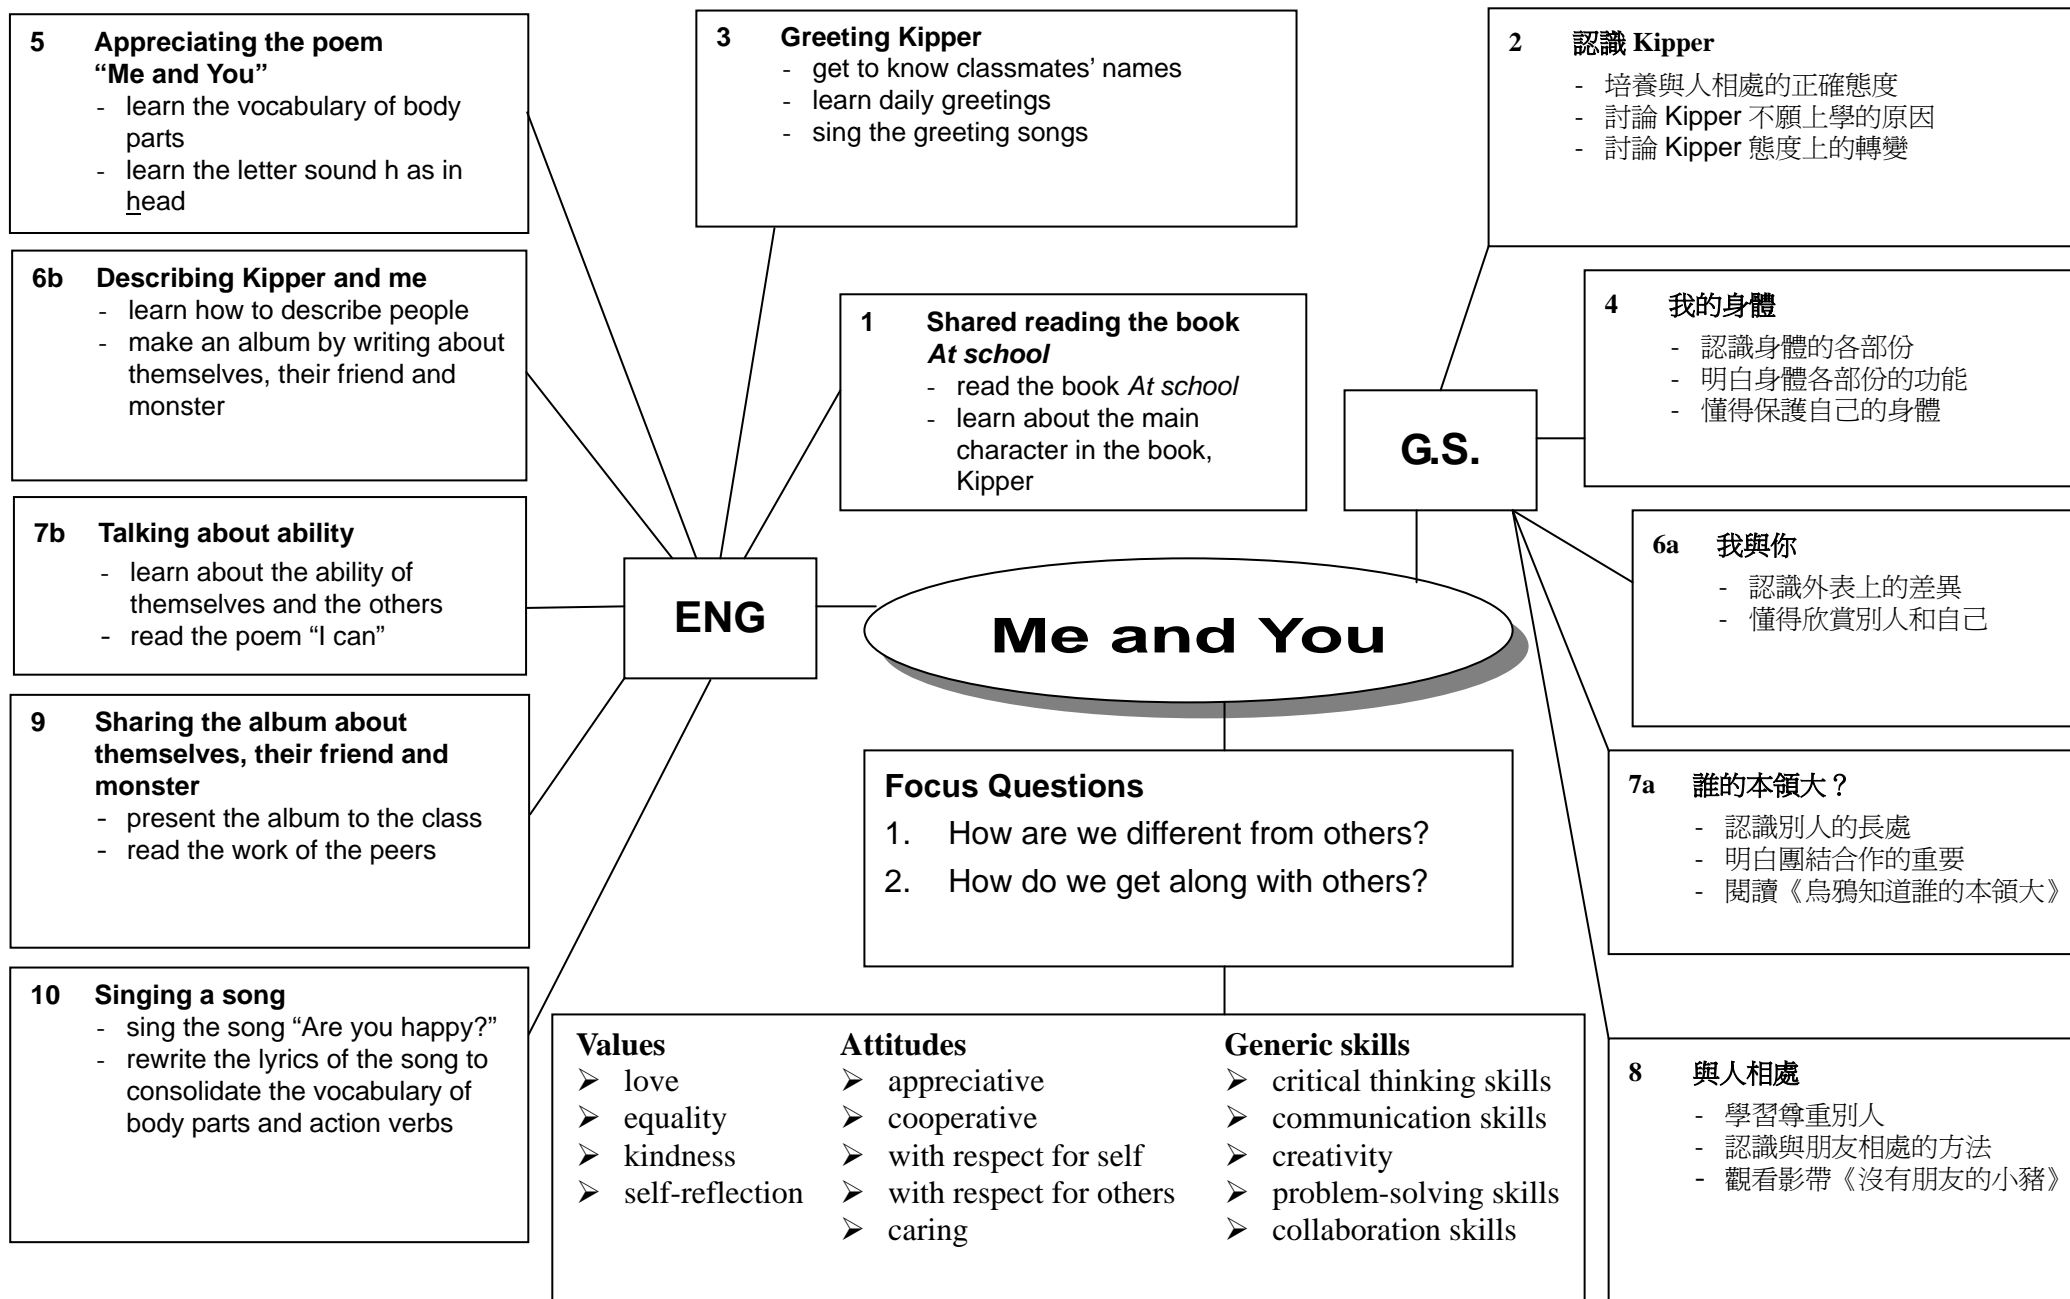 5 Appreciating the poem
“Me and You”
- learn the vocabulary of body
parts
- learn the letter sound h as in
head
6b Describing Kipper and me
- learn how to describe people
- make an album by writing about
themselves, their friend and
monster
7b Talking about ability
- learn about the ability of
themselves and the others
- read the poem “I can”
9 Sharing the album about
themselves, their friend and
monster
- present the album to the class
- read the work of the peers
10 Singing a song
- sing the song “Are you happy?”
- rewrite the lyrics of the song to
consolidate the vocabulary of
body parts and action verbs
3 Greeting Kipper
- get to know classmates’ names
- learn daily greetings
- sing the greeting songs
1 Shared reading the book
At school
- read the book At school
- learn about the main
character in the book,
Kipper
ENG
Me and You
G.S.
Focus Questions
1. How are we different from others?
2. How do we get along with others?
Values
➢ love
➢ equality
➢ kindness
➢ self-reflection
Attitudes
➢ appreciative
➢ cooperative
➢ with respect for self
➢ with respect for others
➢ caring
Generic skills
➢ critical thinking skills
➢ communication skills
➢ creativity
➢ problem-solving skills
➢ collaboration skills
2 認識 Kipper
- 培養與人相處的正確態度
- 討論 Kipper 不願上學的原因
- 討論 Kipper 態度上的轉變
4 我的身體
- 認識身體的各部份
- 明白身體各部份的功能
- 懂得保護自己的身體
6a 我與你
- 認識外表上的差異
- 懂得欣賞別人和自己
7a 誰的本領大？
- 認識別人的長處
- 明白團結合作的重要
- 閱讀《烏鴉知道誰的本領大》
8 與人相處
- 學習尊重別人
- 認識與朋友相處的方法
- 觀看影帶《沒有朋友的小豬》